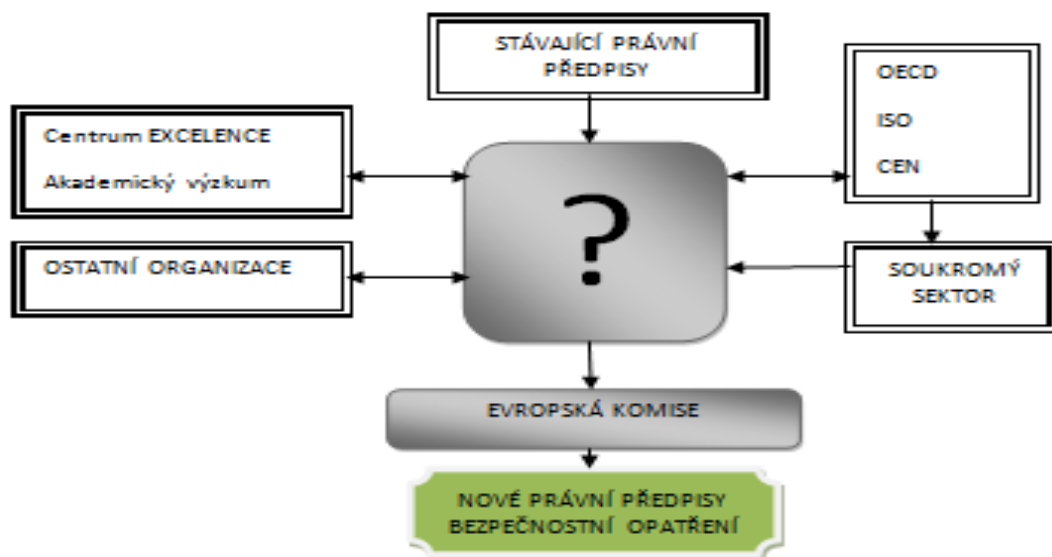 STÁVAJÍCÍ PRÁVNÍ
PŘEDPISY
OECD
ISO
CEN
Centrum EXCELENCE
Akademický výzkum
?
OSTATNÍ ORGANIZACE
SOUKROMÝ
SEKTOR
EVROPSKÁ KOMISE
NOVÉ PRÁVNÍ PŘEDPISY
BEZPEČNOSTNÍ OPATŘENÍ